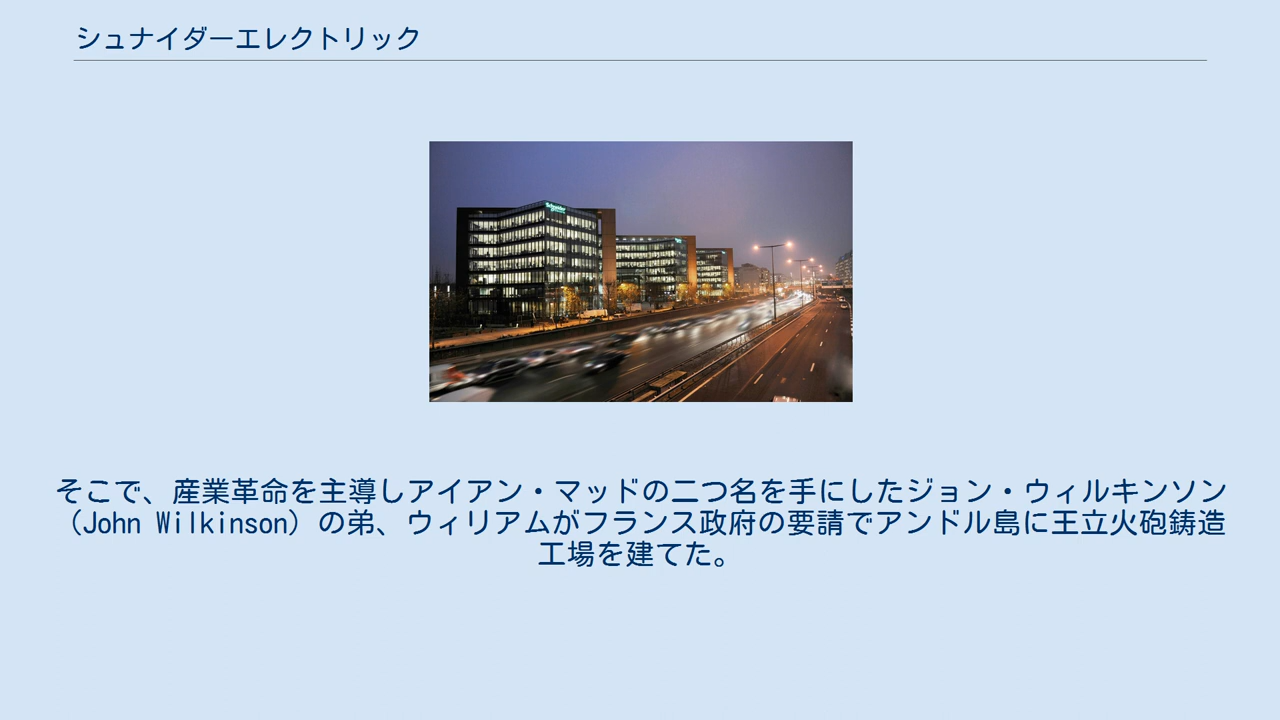 シュナイダーエレクトリック
Schneider
そこで、産業革命を主導しアイアン・マッドの二つ名を手にしたジョン・ウィルキンソン
（John Wilkinson）の弟、ウィリアムがフランス政府の要請でアンドル島に王立火砲鋳造
工場を建てた。